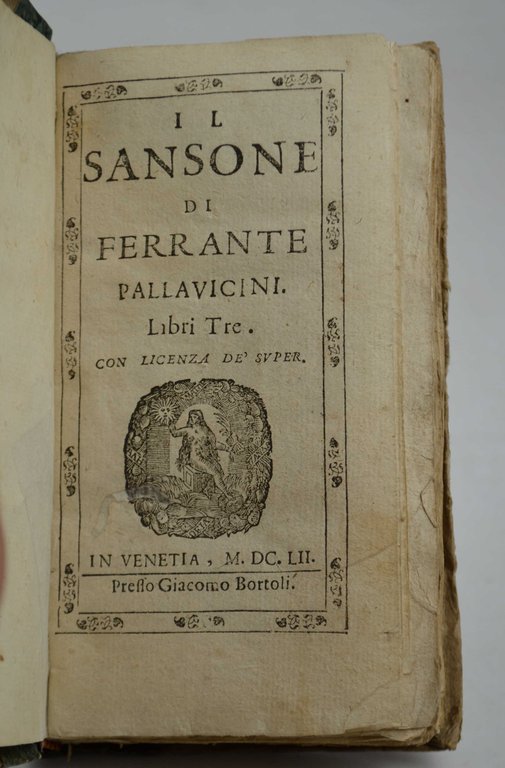 IL
SANSONE
DI
FERRANTE
PALLAVICINI.
Libri Tre.
CON LICENZA DE' SVPER.
IN VENETIA, M. DC. LII.
Presso Giacomo Bortoli.